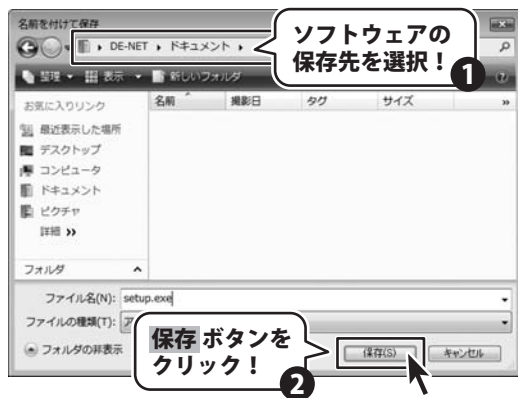 名前を付けて保存
ソフトウェアの
保存先を選択！
1
DE-NET ▸ ドキュメント ▸
整理 表示 新しいフォルダ
お気に入りリンク
名前 撮影日 タグ サイズ »
最近表示した場所
デスクトップ
コンピュータ
ドキュメント
ピクチャ
詳細 »
フォルダ
ファイル名(N): setup.exe
ファイルの種類(T): ア
フォルダの非表示
保存 ボタンを
クリック！
2
保存(S) キャンセル